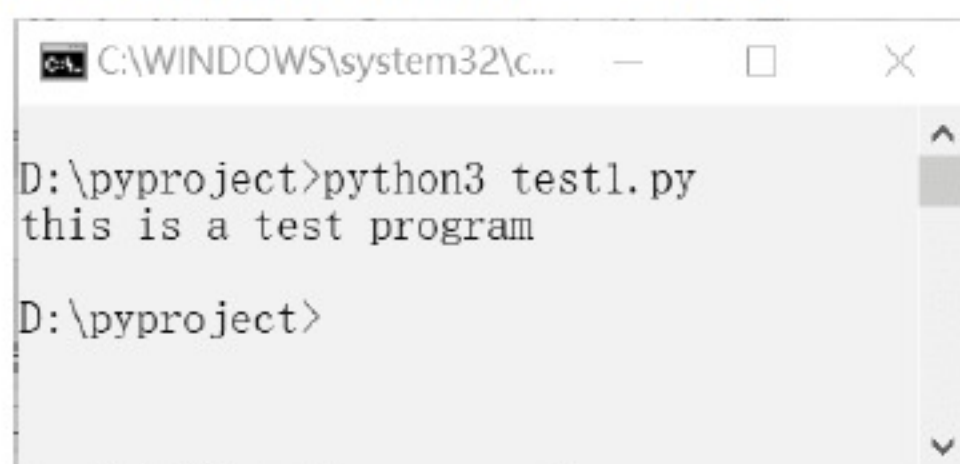 C:\WINDOWS\system32\c...
D:\pyproject>python3 test1.py
this is a test program
D:\pyproject>